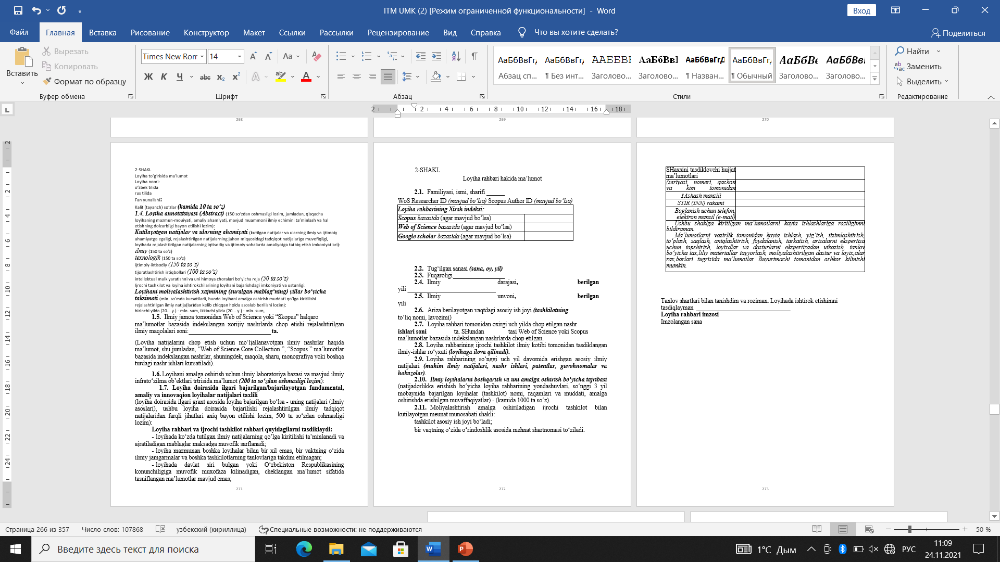 ITM UMK (2) [Режим ограниченной функциональности] - Word
Вход
Файл
Главная
Вставка
Рисование
Конструктор
Макет
Ссылки
Рассылки
Рецензирование
Вид
Справка
Что вы хотите сделать?
Поделиться
Вставить
Вырезать
Копировать
Формат по образцу
Буфер обмена
Times New Rom
14
Шрифт
Абзац
АаБбВвГг, АаБбВвГг, ААББВІ АаБбВвІ АаБбВвГгД АаБбВвГг, АаБбВв АаБбВвІ
Абзац сп...
¶ Без инт...
Заголово...
Заголово...
¶ Назван...
¶ Обычный
Заголово...
Заголово...
Стили
Найти
Заменить
Выделить
Редактирование
2 2 4 6 8 10 12 14 16 18
268
269
270
2-SHAKL
Loyiha to‘g‘risida ma’lumot
Loyiha nomi:
o‘zbek tilida
rus tilida
Fan yunalishi:
Kalit (tayanch) so‘zlar (kamida 10 ta so‘z)
1.4. Loyiha annotatsiyasi (Abstract) (150 so‘zdan oshmasligi lozim, jumladan, qisqacha
loyihaning mazmun-mouiyati, amaliy ahamiyati, mavjud muammoni ilmiy echimini ta’minlash va hal
etishning dolzarbligi bayon etilishi lozim):
Kutilayotgan natijalar va ularning ahamiyati (kutilgan natijalar va ularning ilmiy va ijtimoiy
ahamiyatga egaligi, rejalashtirilgan natijalarning jahon miqyosidagi tadqiqot natijalariga muvofiqligi,
loyihada rejalashtirilgan natijalarning iqtisodiy va ijtimoiy sohalarda amaliyotga tatbiq etish imkoniyatlari):
ilmiy (150 ta so‘z)
texnologik (150 ta so‘z)
ijtimoiy-iktisodiy (150 ta so‘z)
tijoratlashtirish istiqbollari (100 ta so‘z)
intellektual mulk yaratishni va uni himoya choralari bo‘yicha reja (50 ta so‘z)
Ijrochi tashkilot va loyiha ishtirokchilarining loyihani bajarishdagi imkoniyati va ustunligi:
Loyihani moliyalashtirish xajmining (suralgan mablag‘ning) yillar bo‘yicha
taksimoti (mln. so‘mda kursatiladi, bunda loyihani amalga oshirish muddati qo‘lga kiritilishi
rejalashtirilgan ilmiy natija(lar)dan kelib chiqqan holda asoslab berilishi lozim):
birinchi yilda (20... y.) - mln. sum, ikkinchi yilda (20... y.) - mln. sum,
1.5. Ilmiy jamoa tomonidan Web of Science yoki “Skopus” halqaro
ma’lumotlar bazasida indekslangan xorijiy nashrlarda chop etishi rejalashtirilgan
ilmiy maqolalari soni:__________________________ ta.
(Loyiha natijalarini chop etish uchun mo‘ljallanayotgan ilmiy nashrlar haqida
ma’lumot, shu jumladan, “Web of Science Core Collection ”, “Scopus ” ma’lumotlar
bazasida indekslangan nashrlar, shuningdek, maqola, sharu, monografiya yoki boshqa
turdagi nashr ishlari kursatiladi).
1.6. Loyihani amalga oshirish uchun ilmiy laboratoriya bazasi va mavjud ilmiy
infrato‘zilma ob’ektlari trtrisida ma’lumot (200 ta so‘zdan oshmasligi lozim):
1.7. Loyiha doirasida ilgari bajarilgan/bajarilayotgan fundamental,
amaliy va innovaqion loyihalar natijalari taxlili
(loyiha doirasida ilgari grant asosida loyiha bajarilgan bo‘lsa - uning natijalari (ilmiy
asoslari), ushbu loyiha doirasida bajarilishi rejalashtirilgan ilmiy tadqiqot
natijalaridan farqli jihatlari aniq bayon etilishi lozim, 500 ta so‘zdan oshmasligi
lozim):
Loyiha rahbari va ijrochi tashkilot rahbari quyidagilarni tasdiklaydi:
- loyihada ko‘zda tutilgan ilmiy natijalarning qo’lga kiritilishi ta’minlanadi va
ajratiladigan mablaglar maksadga muvofik sarflanadi;
- loyiha mazmunan boshka loyihalar bilan bir xil emas, bir vaktning o‘zida
ilmiy jamgarmalar va boshka tashkilotlarning tanlovlariga takdim etilmagan;
- loyihada davlat siri bulgan yoki O‘zbekiston Respublikasining
konunchiligiga muvofik muxofaza kilinadigan, cheklangan ma’lumot sifatida
tasniflangan ma’lumotlar mavjud emas;
271
2-SHAKL
Loyiha rahbari hakida ma’lumot
2.1. Familiyasi, ismi, sharifi ______
WoS Researcher ID (mavjud bo‘lsa) Scopus Author ID (mavjud bo‘lsa)
Loyiha rahbarining Xirsh indeksi:
Scopus bazasida (agar mavjud bo‘lsa)
Web of Science bazasida (agar mavjud bo‘lsa)
Google scholar bazasida (agar mavjud bo‘lsa)
2.2. Tug‘ilgan sanasi (sana, oy, yil)
2.3. Fuqaroligi________________
2.4. Ilmiy darajasi, berilgan
yili ____________________________
2.5. Ilmiy unvoni, berilgan
yili
2.6. Ariza berilayotgan vaqtdagi asosiy ish joyi (tashkilotning
to‘liq nomi, lavozimi)
2.7. Loyiha rahbari tomonidan oxirgi uch yilda chop etilgan nashr
ishlari soni ta. SHundan tasi Web of Science yoki Scopus
ma’lumotlar bazasida indekslangan nashrlarda chop etilgan.
2.8. Loyiha rahbarining ijrochi tashkilot ilmiy kotibi tomonidan tasdiklangan
ilmiy-ishlar ro‘yxati (loyihaga ilova qilinadi).
2.9. Loyiha rahbarining so‘nggi uch yil davomida erishgan asosiy ilmiy
natijalari (muhim ilmiy natijalari, nashr ishlari, patentlar, guvohnomalar va
hokazolar).
2.10. Ilmiy loyihalarni boshqarish va uni amalga oshirish bo‘yicha tajribasi
(natijadorlikka erishish bo‘yicha loyiha rahbarining yondashuvlari, so‘nggi 3 yil
mobaynida bajarilgan loyihalar (tashkilot) nomi, raqamlari va muddati, amalga
oshirishda erishilgan muvaffaqiyatlar) - (kamida 1000 ta so‘z).
2.11. Moliyalashtirish amalga oshiriladigan ijrochi tashkilot bilan
kutilayotgan meunat munosabati shakli:
tashkilot asosiy ish joyi bo‘ladi;
bir vaqtning o‘zida o‘rindoshlik asosida mehnat shartnomasi to‘ziladi.
272
SHaxsini tasdiklovchi hujjat
ma’lumotlari
(seriyasi, nomeri, qachon
va kim tomonidan
YAshash manzili
STIR (INN) rakami
Boglanish uchun telefon,
elektron manzil (e-mail)
Ushbu shaklga kiritilgan ma’lumotlarni kayta ishlashlariga roziligimni
bildiraman.
Ma’lumotlarni vazirlik tomonidan kayta ishlash, yig‘ish, tizimlashtirish,
to‘plash, saqlash, aniqlashtirish, foydalanish, tarkatish, arizalarni ekspertiza
uchun topshirish, loyixdlar va dasturlarni ekspertizadan utkazish, tanlov
bo‘yicha tax,liliy materiallar tayyorlash, moliyalashtirilgan dastur va loyix,alar
rax,barlari tugrisida ma’lumotlar Buyurtmachi tomonidan oshkor kilinishi
mumkin.
Tanlov shartlari bilan tanishdim va roziman. Loyihada ishtirok etishimni
tasdiqlayman ______________________________
Loyiha rahbari imzosi
Imzolangan sana
273
Страница 266 из 357
Число слов: 107868
узбекский (кириллица)
Специальные возможности: не поддерживаются
50 %
Введите здесь текст для поиска
1°C Дым
РУС
11:09
24.11.2021